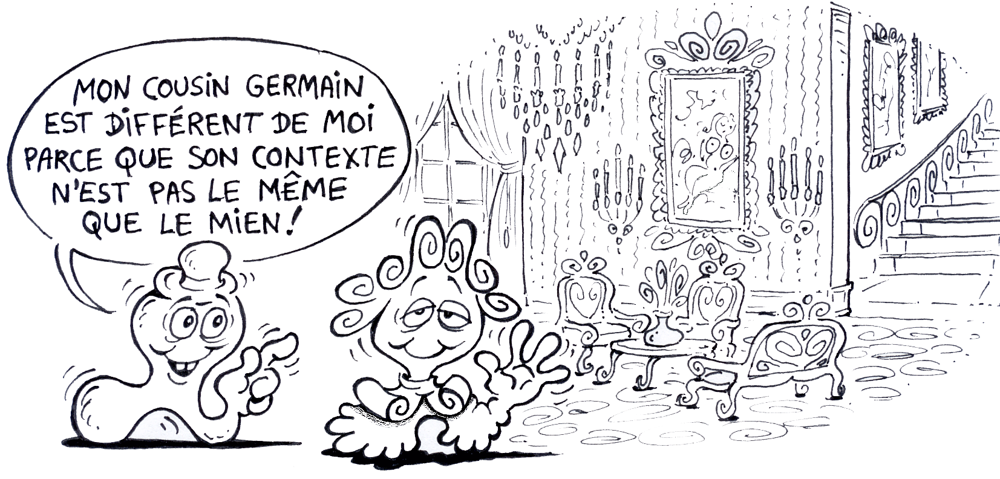 MON COUSIN GERMAIN
EST DIFFÉRENT DE MOI
PARCE QUE SON CONTEXTE
N'EST PAS LE MÊME
QUE LE MIEN!